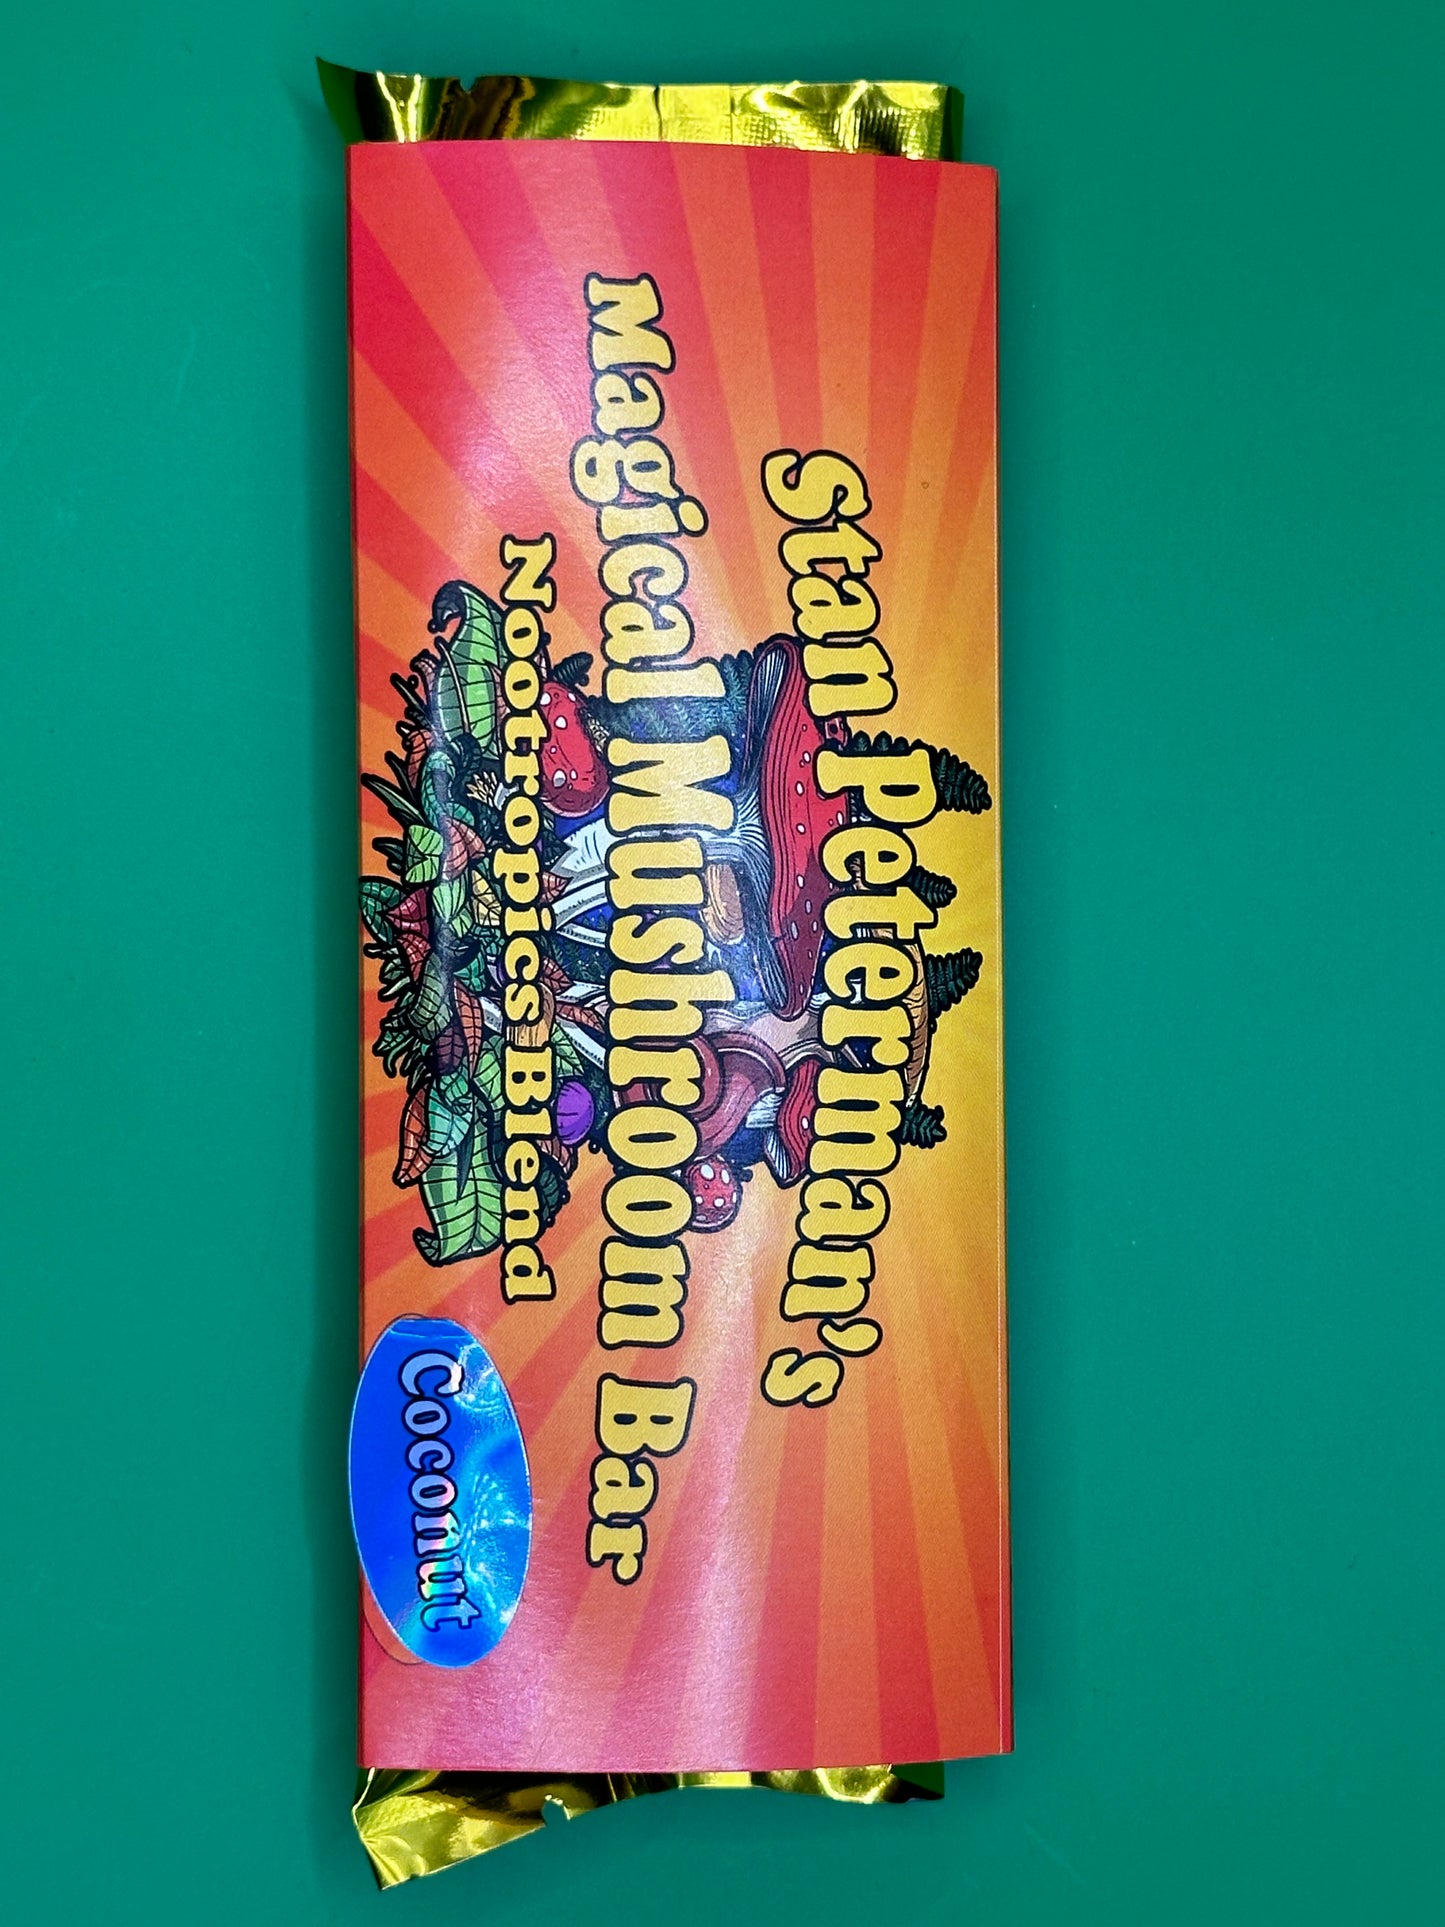 Stan Peterman's
Magical Mushroom Bar
Nootropics Blend
Coconut